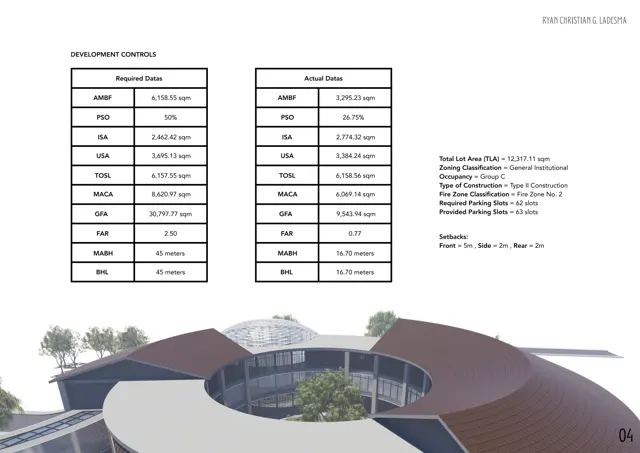 RYAN CHRISTIAN G. LADESMA
DEVELOPMENT CONTROLS
Required Datas
AMBF 6,158.55 sqm
PSO 50%
ISA 2,462.42 sqm
USA 3,695.13 sqm
TOSL 6,157.55 sqm
MACA 8,620.97 sqm
GFA 30,797.77 sqm
FAR 2.50
MABH 45 meters
BHL 45 meters
Actual Datas
AMBF 3,295.23 sqm
PSO 26.75%
ISA 2,774.32 sqm
USA 3,384.24 sqm
TOSL 6,158.56 sqm
MACA 6,069.14 sqm
GFA 9,543.94 sqm
FAR 0.77
MABH 16.70 meters
BHL 16.70 meters
Total Lot Area (TLA) = 12,317.11 sqm
Zoning Classification = General Institutional
Occupancy = Group C
Type of Construction = Type II Construction
Fire Zone Classification = Fire Zone No. 2
Required Parking Slots = 62 slots
Provided Parking Slots = 63 slots
Setbacks:
Front = 5m , Side = 2m , Rear = 2m
04